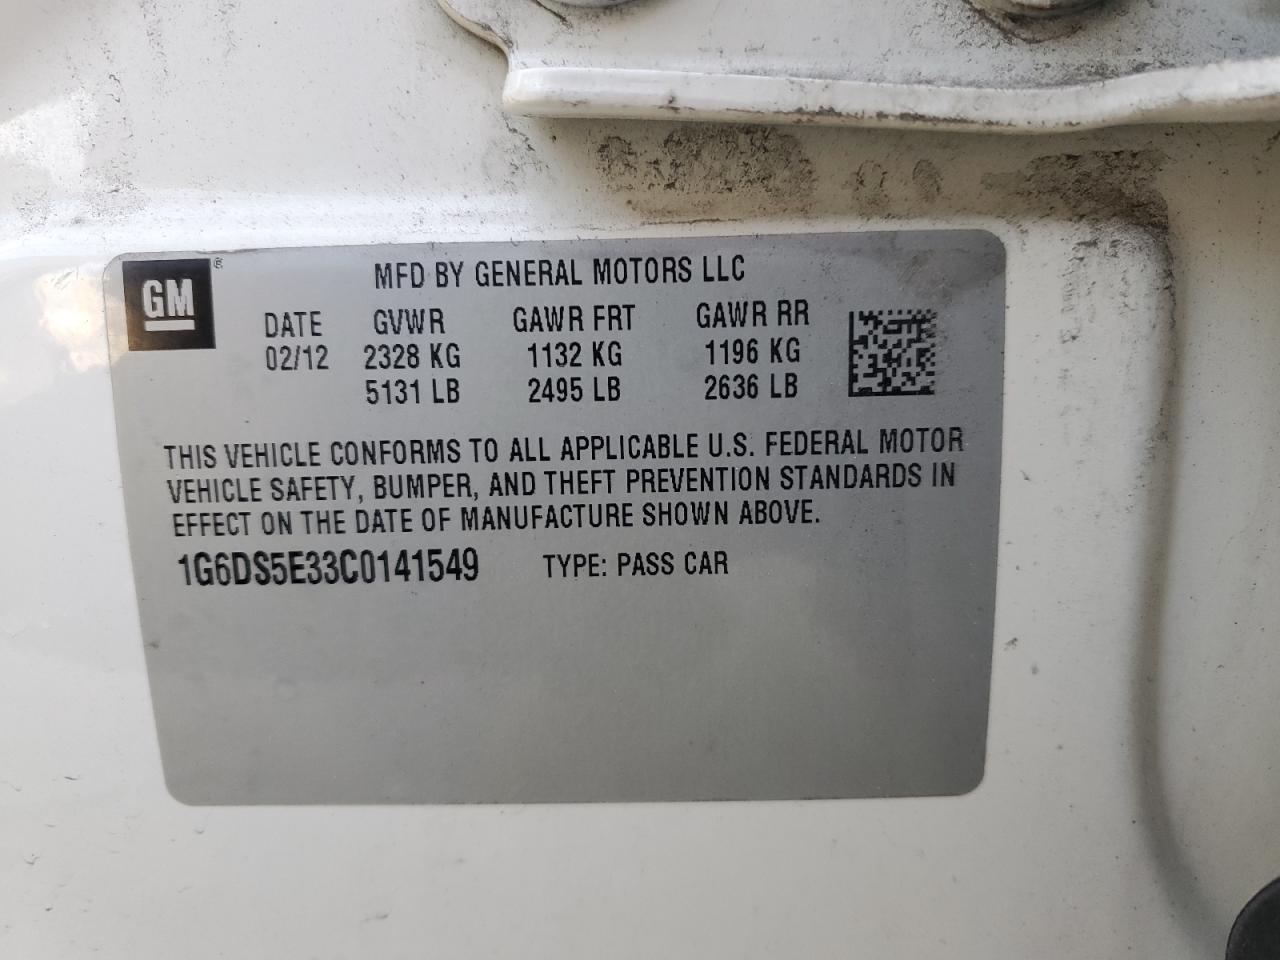 GM ®
MFD BY GENERAL MOTORS LLC
DATE GVWR GAWR FRT GAWR RR
02/12 2328 KG 1132 KG 1196 KG
5131 LB 2495 LB 2636 LB
THIS VEHICLE CONFORMS TO ALL APPLICABLE U.S. FEDERAL MOTOR
VEHICLE SAFETY, BUMPER, AND THEFT PREVENTION STANDARDS IN
EFFECT ON THE DATE OF MANUFACTURE SHOWN ABOVE.
1G6DS5E33C0141549 TYPE: PASS CAR